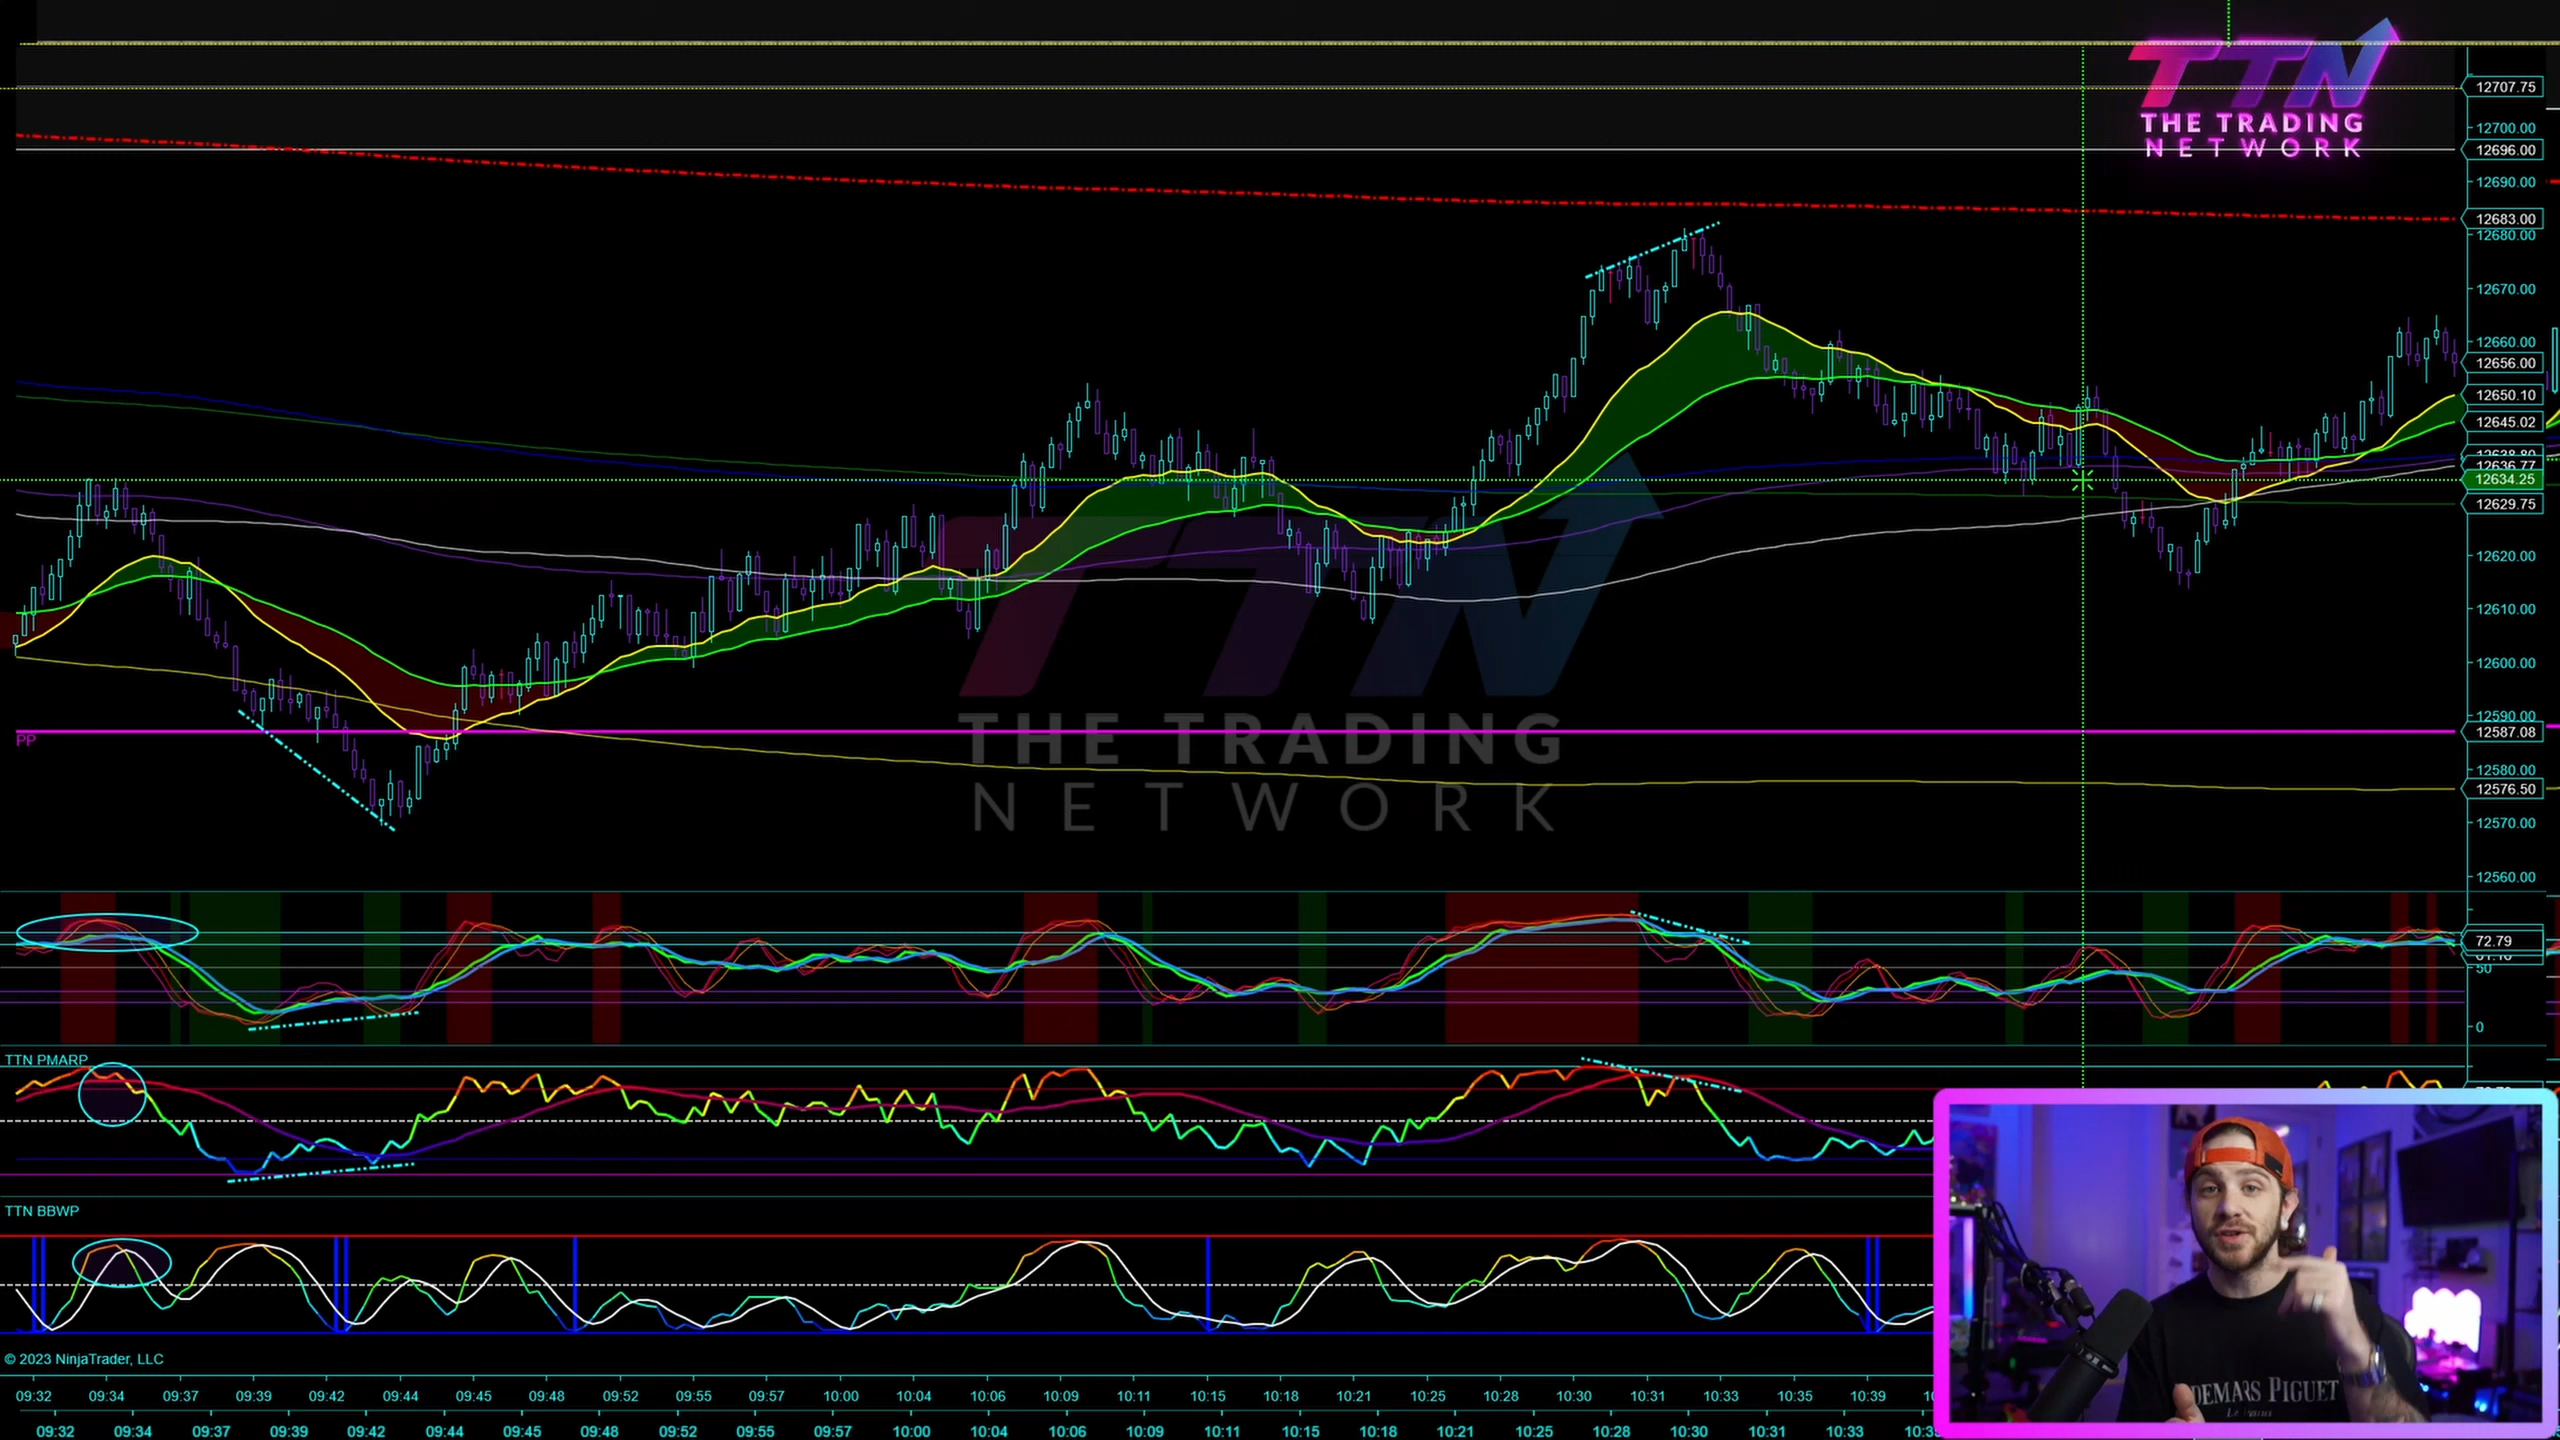 TTN
THE TRADING
NETWORK
12707.75
12700.00
12696.00
12690.00
12683.00
12680.00
12670.00
12660.00
12656.00
12650.10
12645.02
12636.77
12634.25
12629.75
12620.00
12610.00
12600.00
12590.00
PP
12587.08
12580.00
12576.50
12570.00
12560.00
TTN
THE TRADING
NETWORK
72.79
50
0
TTN PMARP
TTN BBWP
© 2023 NinjaTrader, LLC
DEMARS PIGUET
09:32 09:34 09:37 09:39 09:42 09:44 09:45 09:48 09:52 09:55 09:57 10:00 10:04 10:06 10:09 10:11 10:15 10:18 10:21 10:25 10:28 10:30 10:31 10:33 10:35 10:39
09:32 09:34 09:37 09:39 09:42 09:44 09:45 09:48 09:52 09:55 09:57 10:00 10:04 10:06 10:09 10:11 10:15 10:18 10:21 10:25 10:28 10:30 10:31 10:33